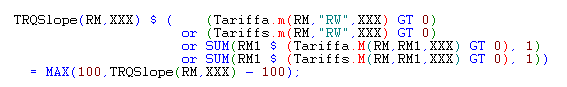 TRQSlope(RM,XXX) $ (    (Tariffa.m(RM,"RW",XXX) GT 0)
or (Tariffs.m(RM,"RW",XXX) GT 0)
or SUM(RM1 $ (Tariffa.M(RM,RM1,XXX) GT 0), 1)
or SUM(RM1 $ (Tariffs.M(RM,RM1,XXX) GT 0), 1))
= MAX(100,TRQSlope(RM,XXX) - 100);